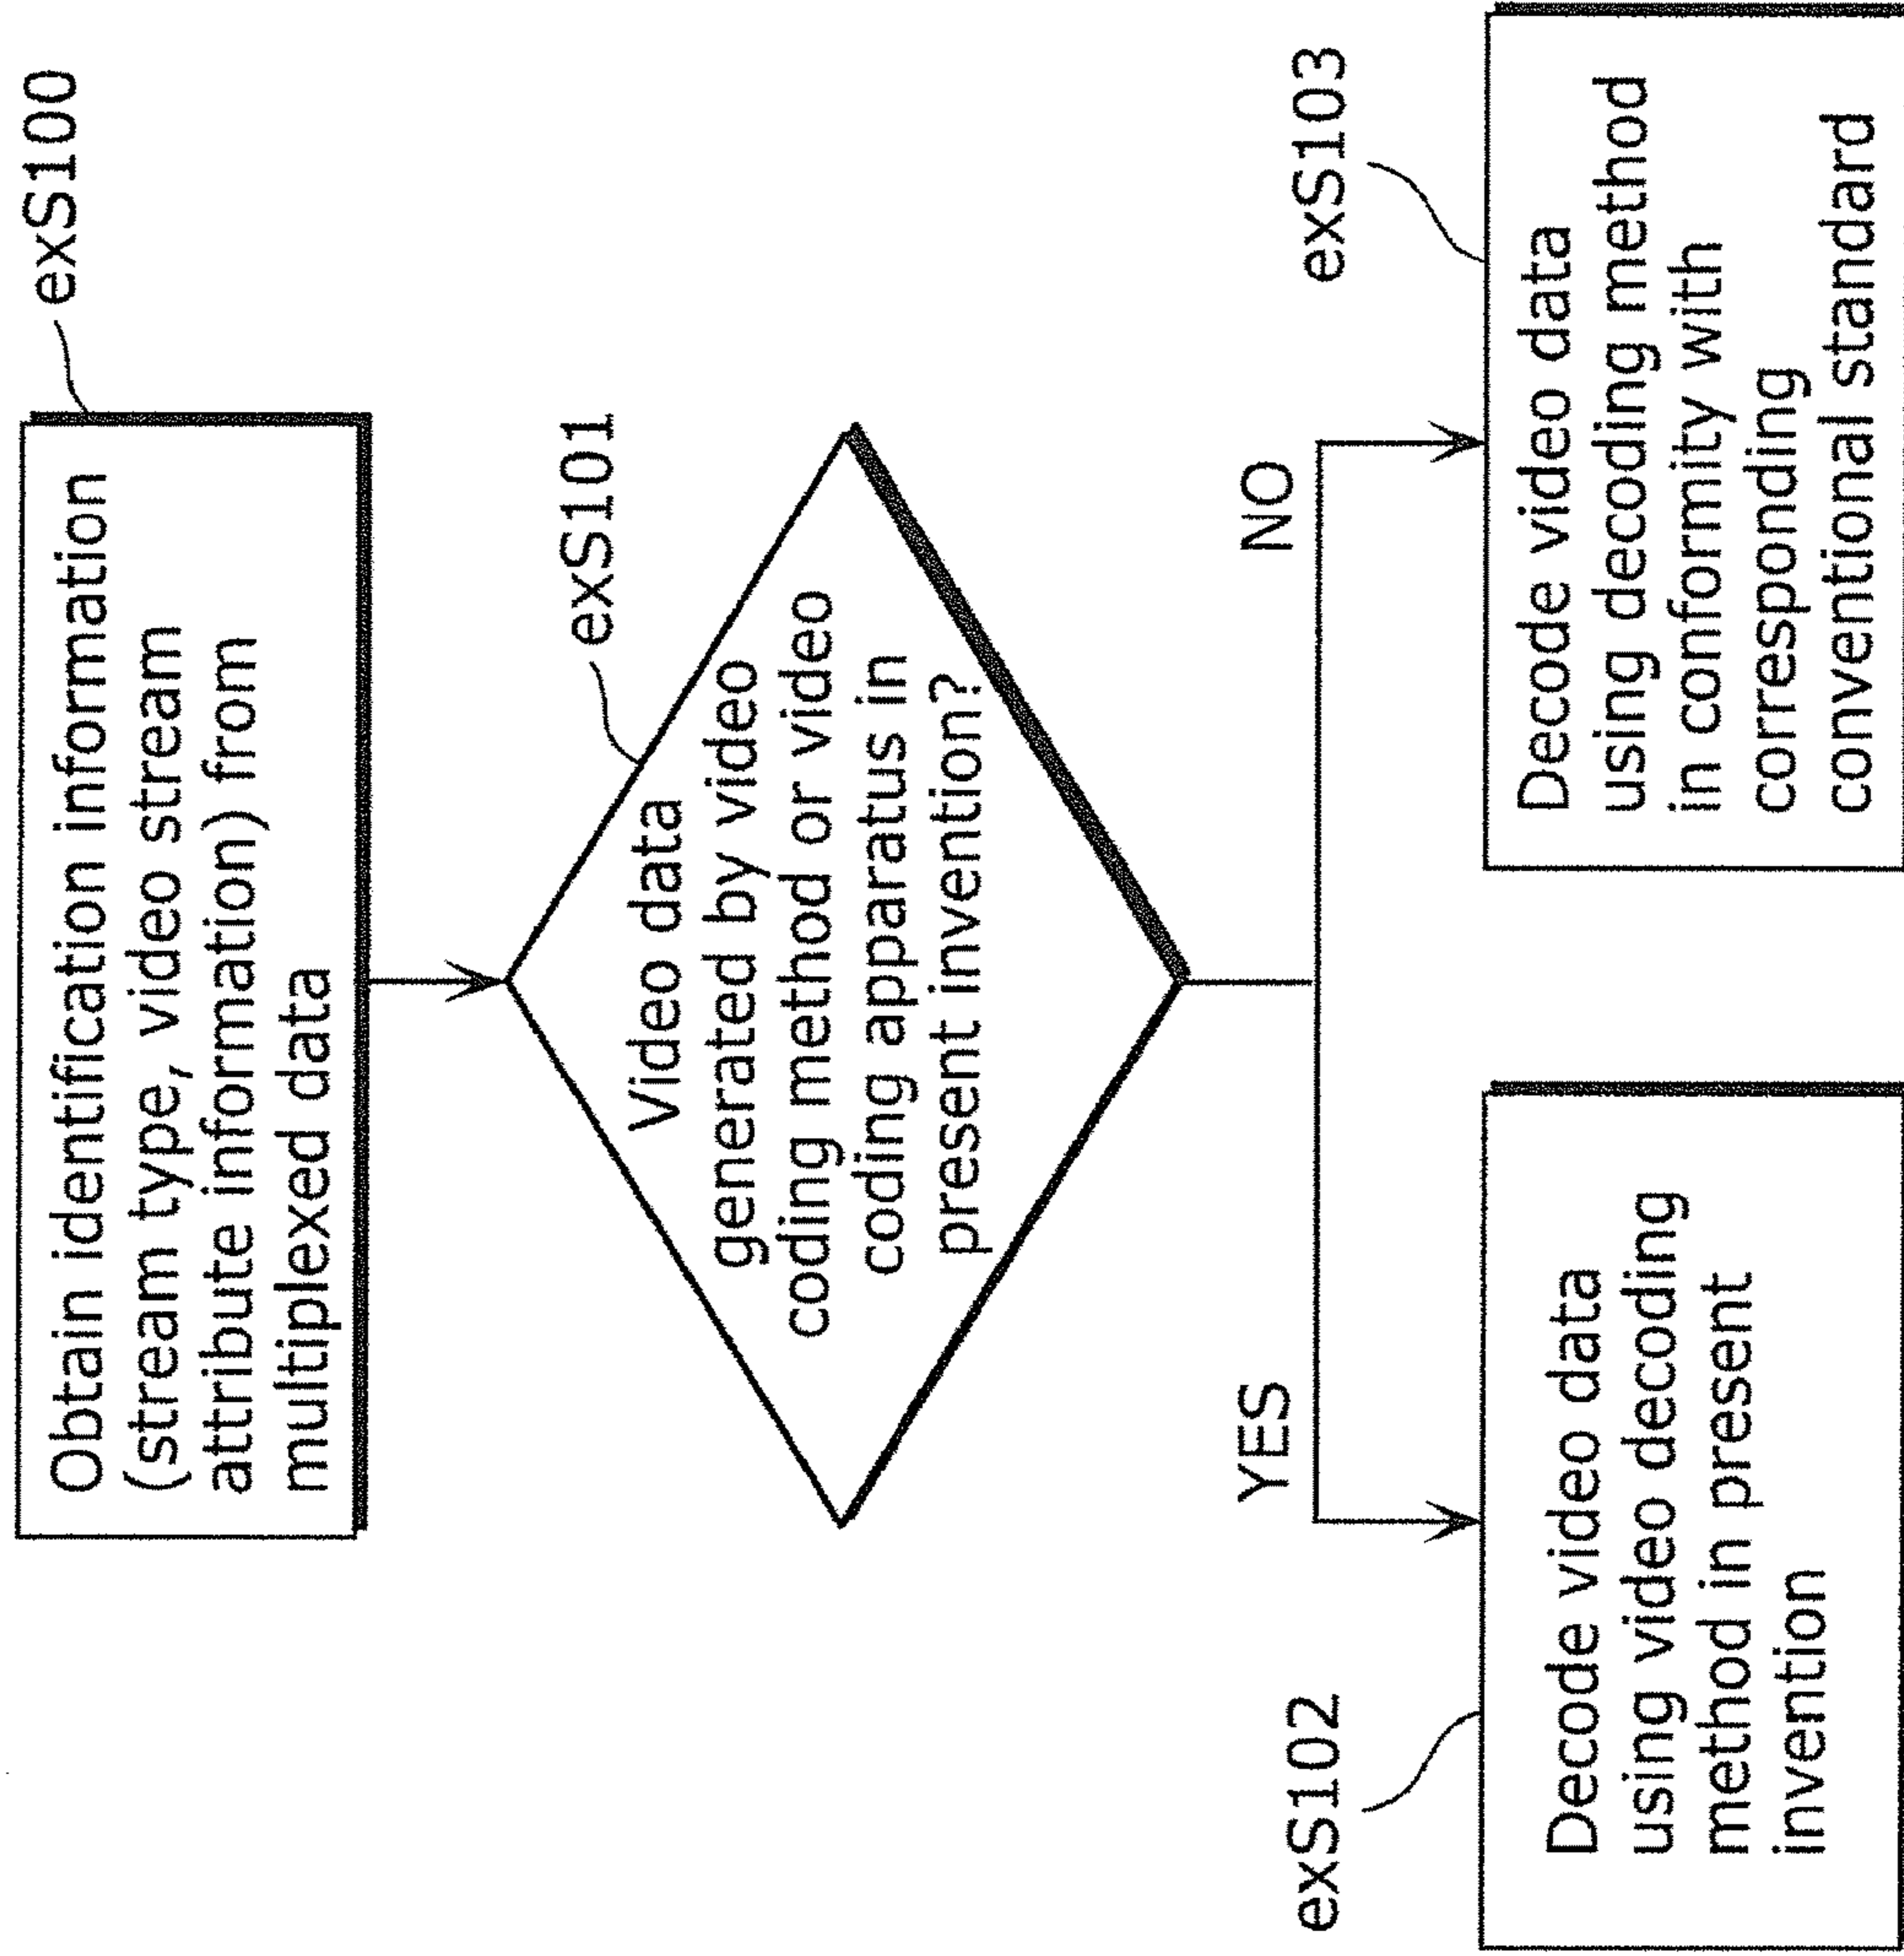 exS100
Obtain identification information
(stream type, video stream
attribute information) from
multiplexed data
exS101
Video data
generated by video
coding method or video
coding apparatus in
present invention?
YES
NO
exS102
Decode video data
using video decoding
method in present
invention
exS103
Decode video data
using decoding method
in conformity with
corresponding
conventional standard